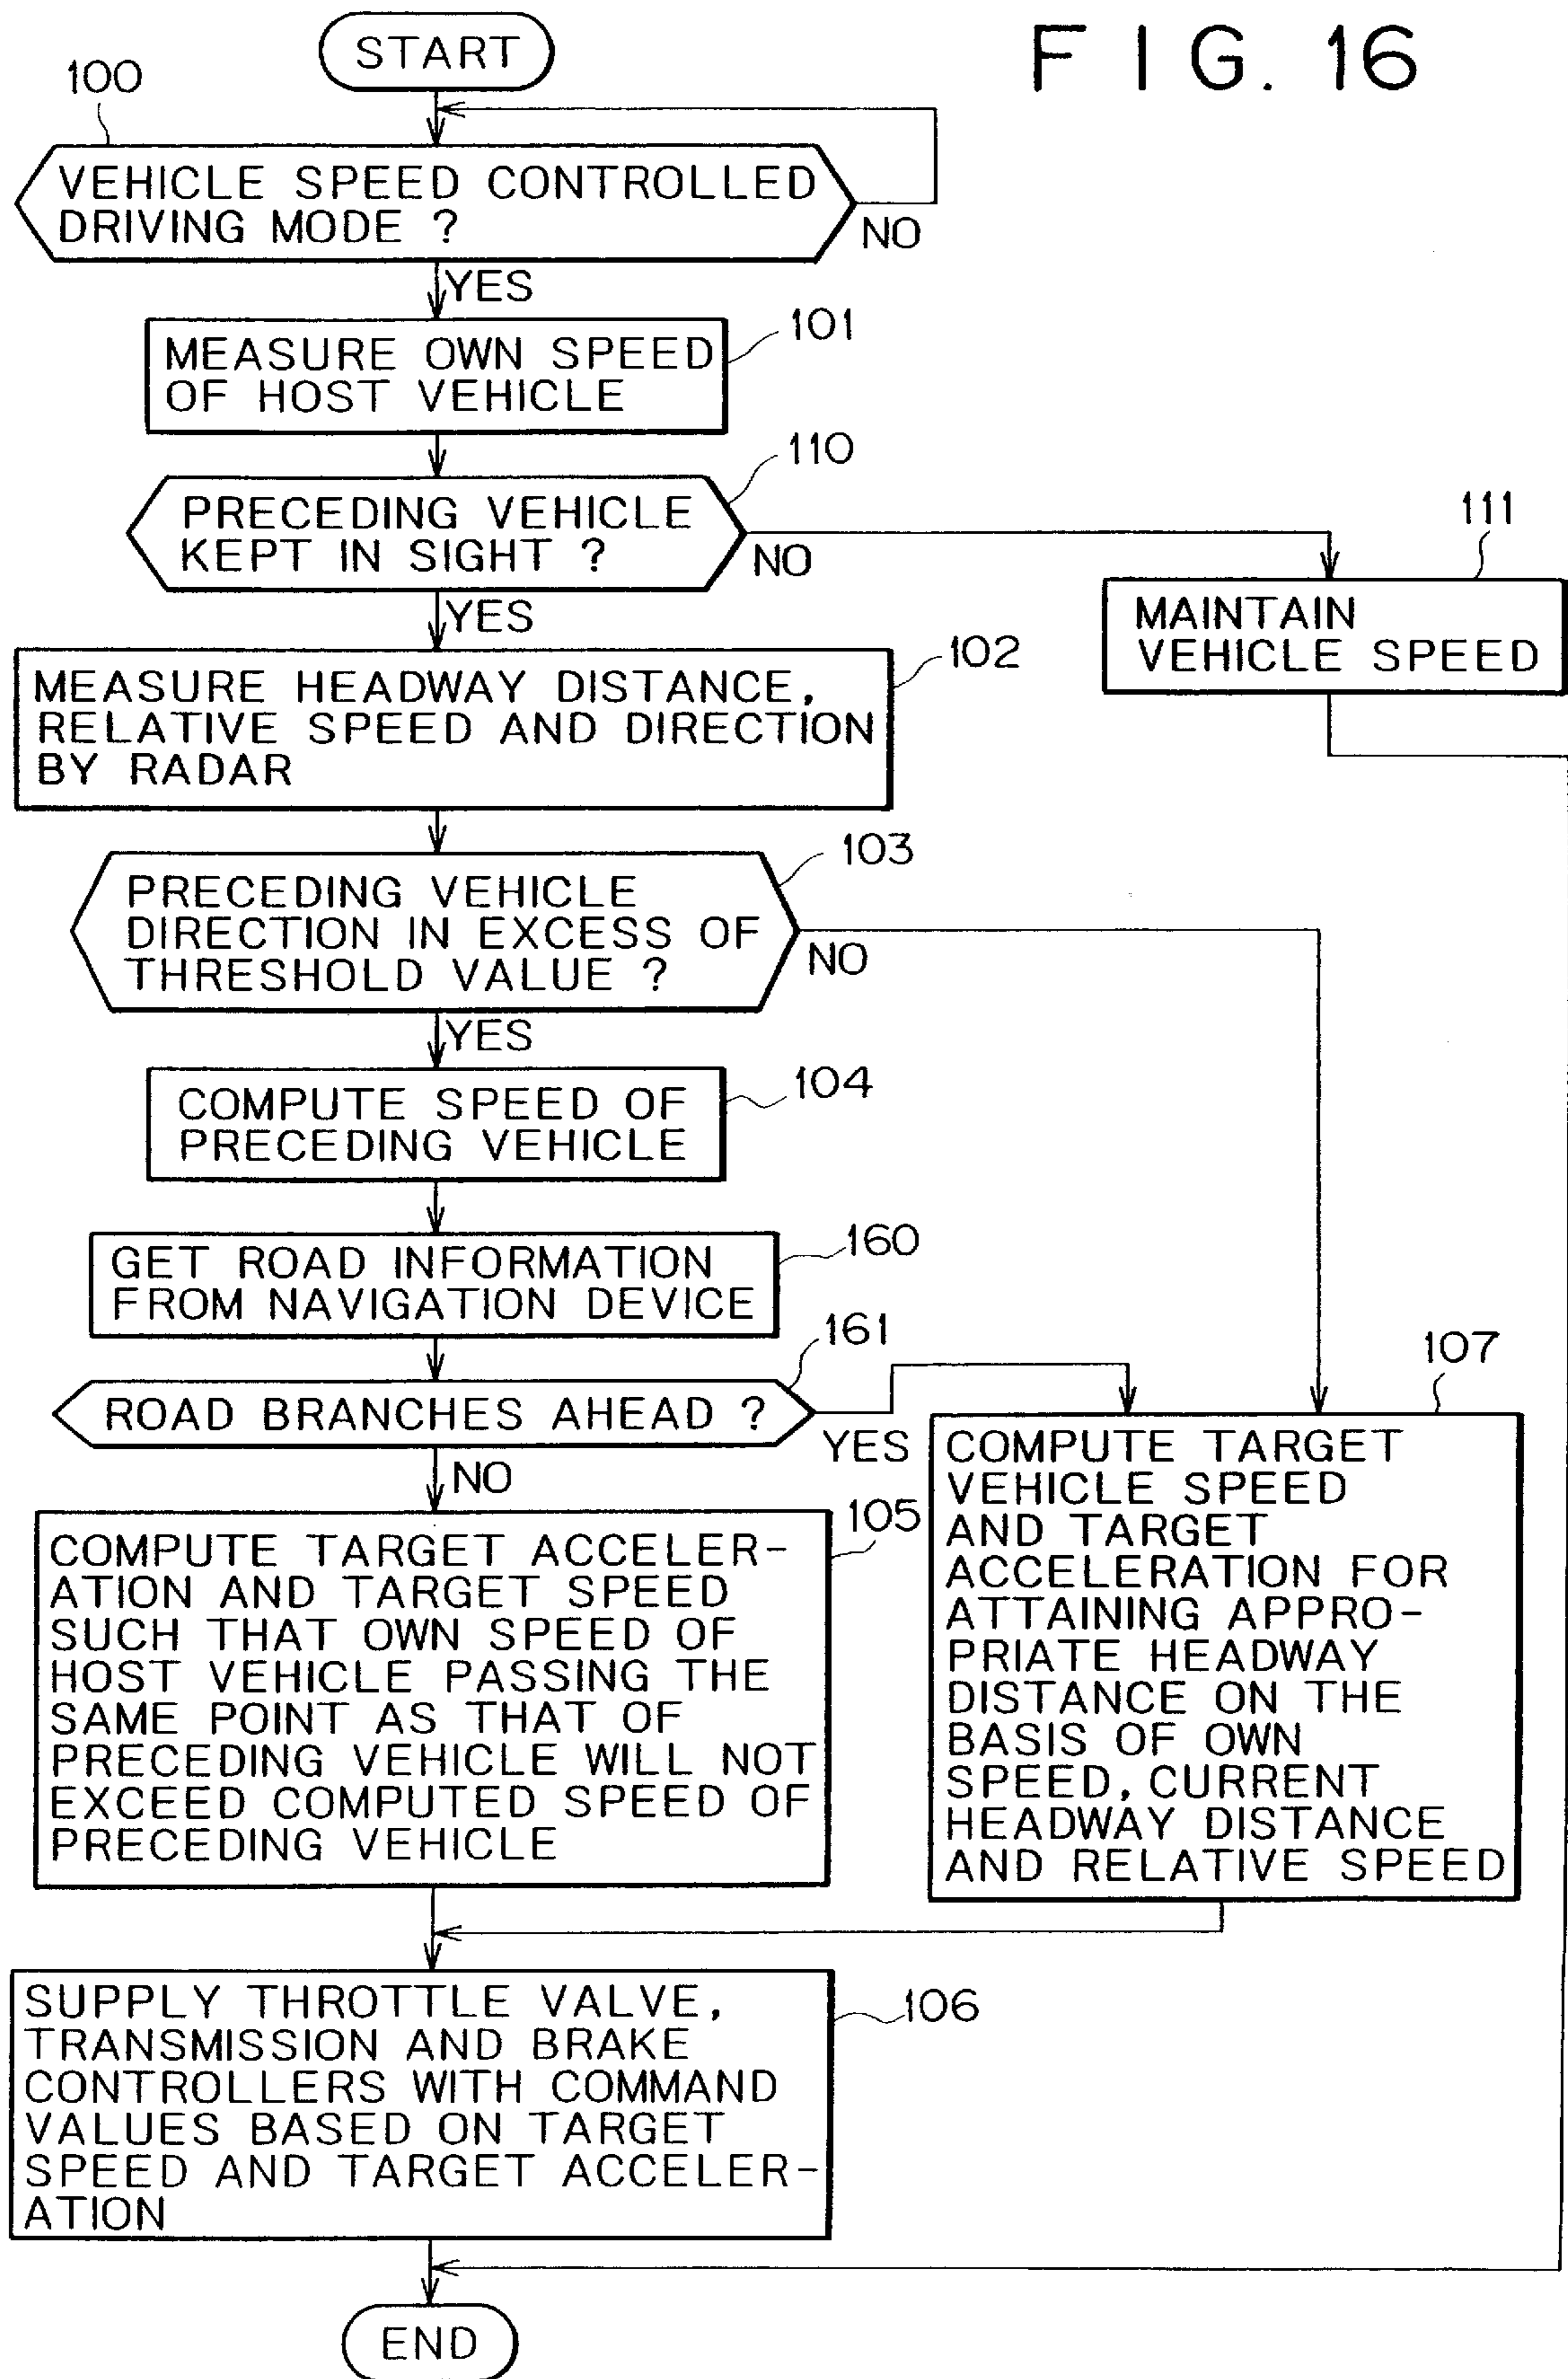 FIG. 16
START
100
VEHICLE SPEED CONTROLLED
DRIVING MODE ?
NO
YES
101
MEASURE OWN SPEED
OF HOST VEHICLE
110
PRECEDING VEHICLE
KEPT IN SIGHT ?
NO
YES
111
MAINTAIN
VEHICLE SPEED
102
MEASURE HEADWAY DISTANCE,
RELATIVE SPEED AND DIRECTION
BY RADAR
103
PRECEDING VEHICLE
DIRECTION IN EXCESS OF
THRESHOLD VALUE ?
NO
YES
104
COMPUTE SPEED OF
PRECEDING VEHICLE
160
GET ROAD INFORMATION
FROM NAVIGATION DEVICE
161
ROAD BRANCHES AHEAD ?
YES
NO
105
COMPUTE TARGET ACCELER-
ATION AND TARGET SPEED
SUCH THAT OWN SPEED OF
HOST VEHICLE PASSING THE
SAME POINT AS THAT OF
PRECEDING VEHICLE WILL NOT
EXCEED COMPUTED SPEED OF
PRECEDING VEHICLE
107
COMPUTE TARGET
VEHICLE SPEED
AND TARGET
ACCELERATION FOR
ATTAINING APPRO-
PRIATE HEADWAY
DISTANCE ON THE
BASIS OF OWN
SPEED, CURRENT
HEADWAY DISTANCE
AND RELATIVE SPEED
106
SUPPLY THROTTLE VALVE,
TRANSMISSION AND BRAKE
CONTROLLERS WITH COMMAND
VALUES BASED ON TARGET
SPEED AND TARGET ACCELER-
ATION
END